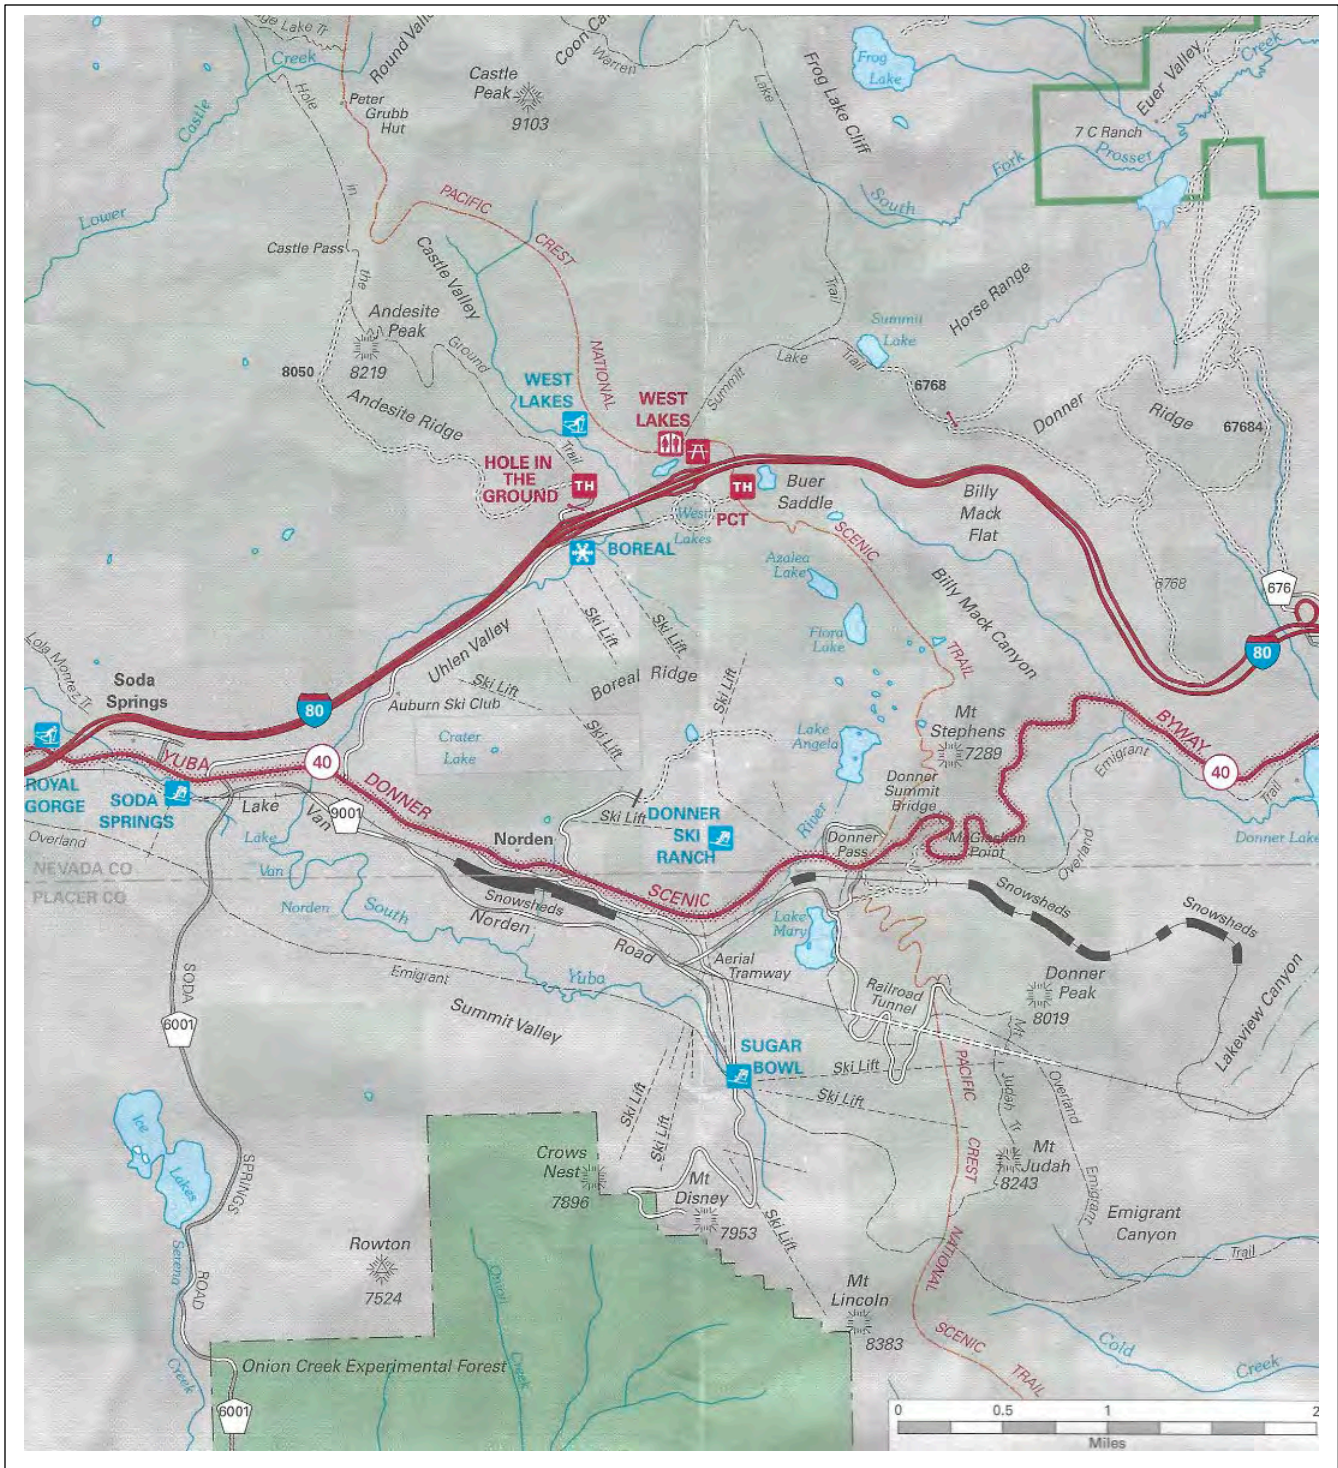 Lake Tr
Creek
Round
Coon
Warren
Castle
Peak
9103
Frog
Lake
Frog Lake Cliff
Euer Valley
Creek
Hole
Peter
Grubb
Hut
Lake
7 C Ranch
Prosser
Castle
in
Fork
South
Lower
PACIFIC
CREST
Castle Pass
the
Castle Valley
Trail
Horse Range
Andesite
Peak
8219
Ground
Summit
Lake
Lake
Trail
8050
NATIONAL
WEST
LAKES
WEST
LAKES
Summit
6768
Andesite Ridge
Donner
Ridge
67684
Trail
HOLE IN
THE
GROUND
TH
TH
PCT
Buer
Saddle
Billy
Mack
Flat
West
Lakes
SCENIC
BOREAL
Azalea
Lake
Billy Mack Canyon
6768
676
Ski Lift
Ski Lift
Flora
Lake
TRAIL
80
Lola Montez Tr
Uhlen Valley
Soda
Springs
Ski Lift
Boreal Ridge
Ski Lift
80
Auburn Ski Club
Mt
Stephens
7289
BYWAY
Crater
Lake
Ski Lift
Lake
Angela
YUBA
40
Emigrant
40
ROYAL
GORGE
SODA
SPRINGS
DONNER
Donner
Summit
Bridge
Trail
Lake
Van
9001
Ski Lift
DONNER
SKI
RANCH
River
Overland
Lake
Norden
Donner
Pass
McGlashan
Point
Overland
Donner Lake
NEVADA CO
PLACER CO
Van
Norden
South
Snowsheds
Norden
SCENIC
Snowsheds
Snowsheds
Lake
Mary
Road
Aerial
Tramway
SODA
Emigrant
Yuba
Railroad
Tunnel
Donner
Peak
8019
Lakeview Canyon
Summit Valley
6001
Mt
SUGAR
BOWL
PACIFIC
Ski Lift
Judah Tr
Overland
Ski Lift
Ski Lift
Ski Lift
Ice
Lakes
SPRINGS
Crows
Nest
7896
Mt
Disney
7953
CREST
Mt
Judah
8243
Emigrant
Ski Lift
Emigrant
Canyon
Trail
Serena
ROAD
Rowton
7524
Onion
NATIONAL
Mt
Lincoln
8383
SCENIC
Cold
Creek
Creek
Onion Creek Experimental Forest
Creek
TRAIL
6001
0 0.5 1 2
Miles